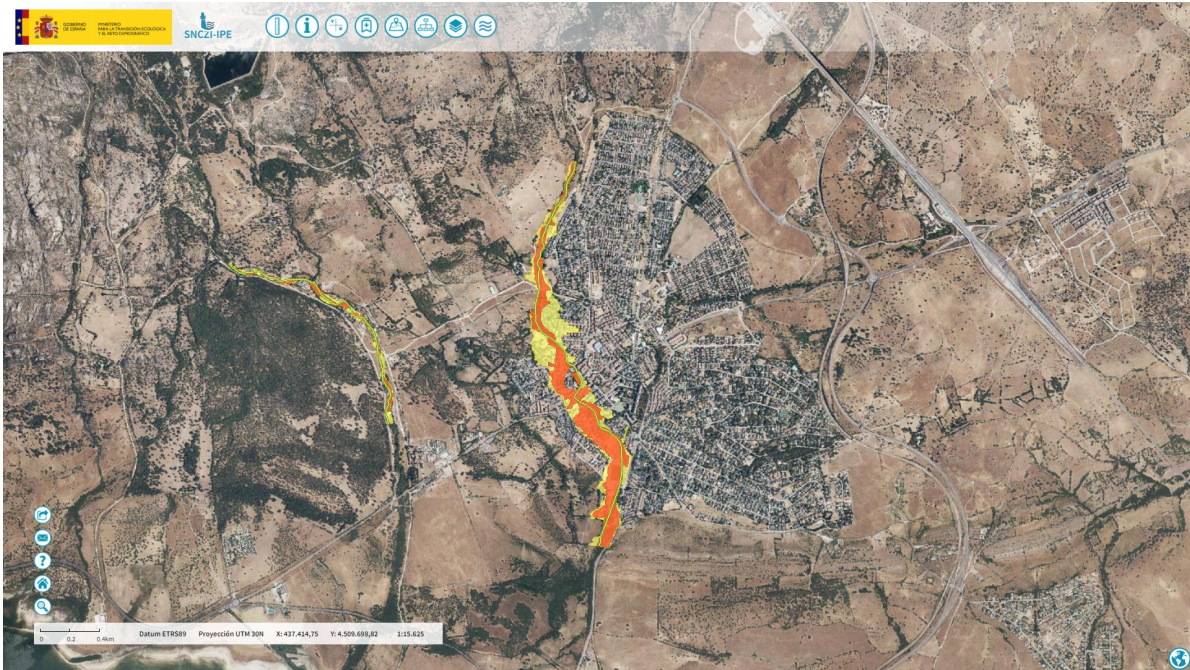 GOBIERNO
DE ESPAÑA
MINISTERIO
PARA LA TRANSICIÓN ECOLÓGICA
Y EL RETO DEMOGRÁFICO
SNCZI-IPE
0 0.2 0.4km
Datum ETRS89 Proyección UTM 30N X: 437.414,75 Y: 4.509.698,82 1:15.625